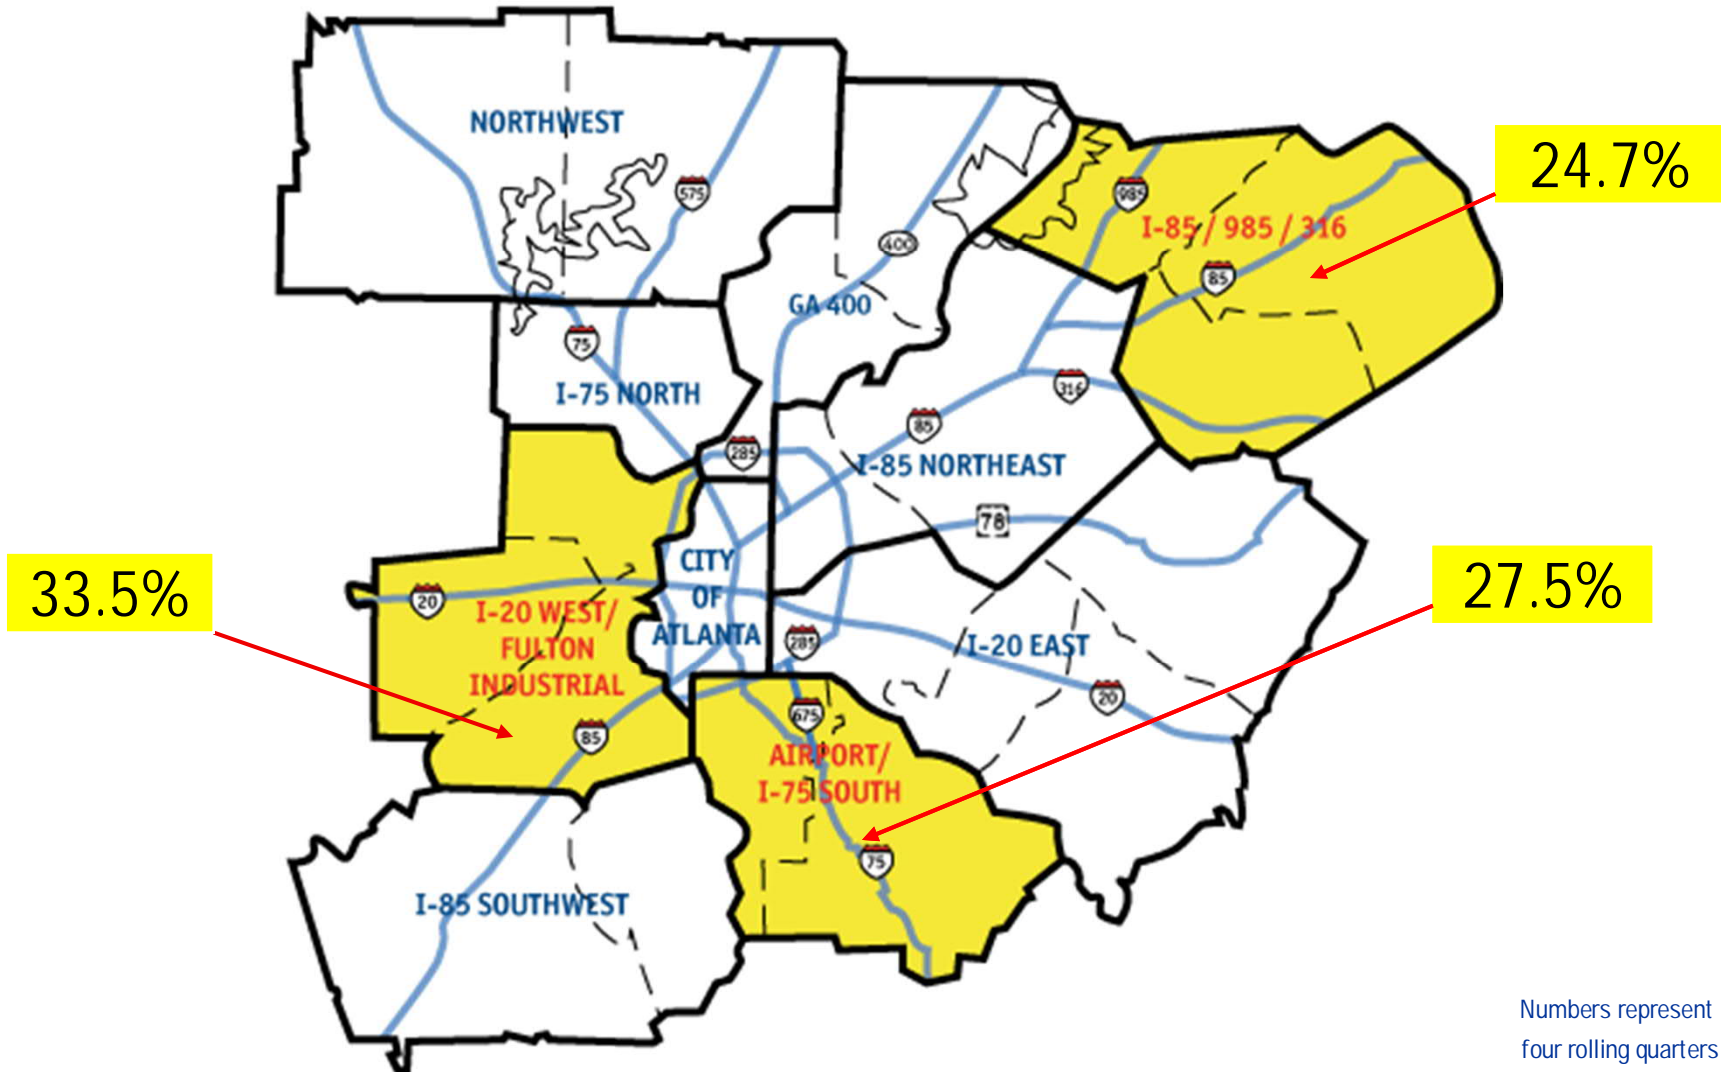 NORTHWEST
575
985
24.7%
I-85 / 985 / 316
400
85
GA 400
75
I-75 NORTH
316
85
285
I-85 NORTHEAST
78
33.5%
20
I-20 WEST/
FULTON
INDUSTRIAL
CITY
OF
ATLANTA
27.5%
285
I-20 EAST
20
85
675
AIRPORT/
I-75 SOUTH
75
I-85 SOUTHWEST
Numbers represent
four rolling quarters